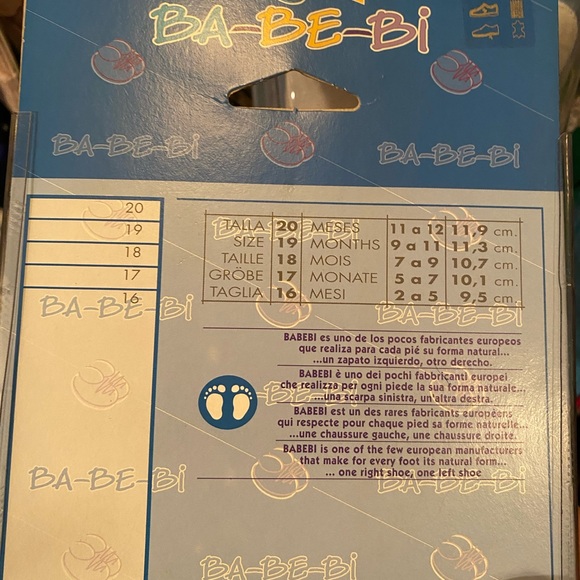 BA-BE-Bi
BA-BE-Bi
BA-BE-Bi
20
19
18
17
16
TALLA 20 MESES 11 a 12 11,9 cm.
SIZE 19 MONTHS 9 a 11 11,3 cm.
TAILLE 18 MOIS 7 a 9 10,7 cm.
GRÖBE 17 MONATE 5 a 7 10,1 cm.
TAGLIA 16 MESI 2 a 5 9,5 cm.
BA-BE-Bi
BA-BE-Bi
BA-BE-Bi
BABEBI es uno de los pocos fabricantes europeos
que realiza para cada pié su forma natural...
...un zapato izquierdo, otro derecho.
BABEBI è uno dei pochi fabbricanti europei
che realizza per ogni piede la sua forma naturale...
...una scarpa sinistra, un'altra destra.
BABEBI est un des rares fabricants européens
qui respecte pour chaque pied sa forme naturelle...
...une chaussure gauche, une chaussure droite.
BABEBI is one of the few european manufacturers
that make for every foot its natural form...
... one right shoe, one left shoe
BA-BE-Bi
BA-BE-Bi
BA-BE-Bi
BA-BE-Bi